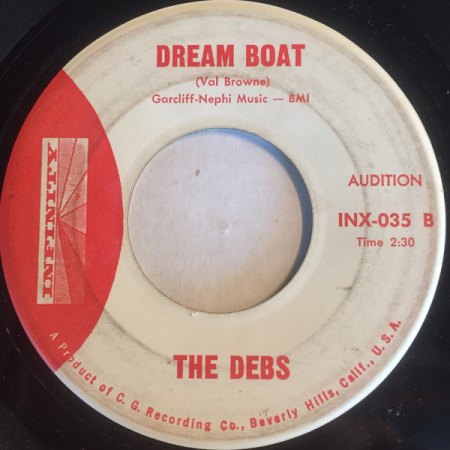 DREAM BOAT
(Val Browne)
Garcliff-Nephi Music — BMI
INFINITY
AUDITION
INX-035 B
Time 2:30
THE DEBS
A Product of C. G. Recording Co., Beverly Hills, Calif., U.S.A.